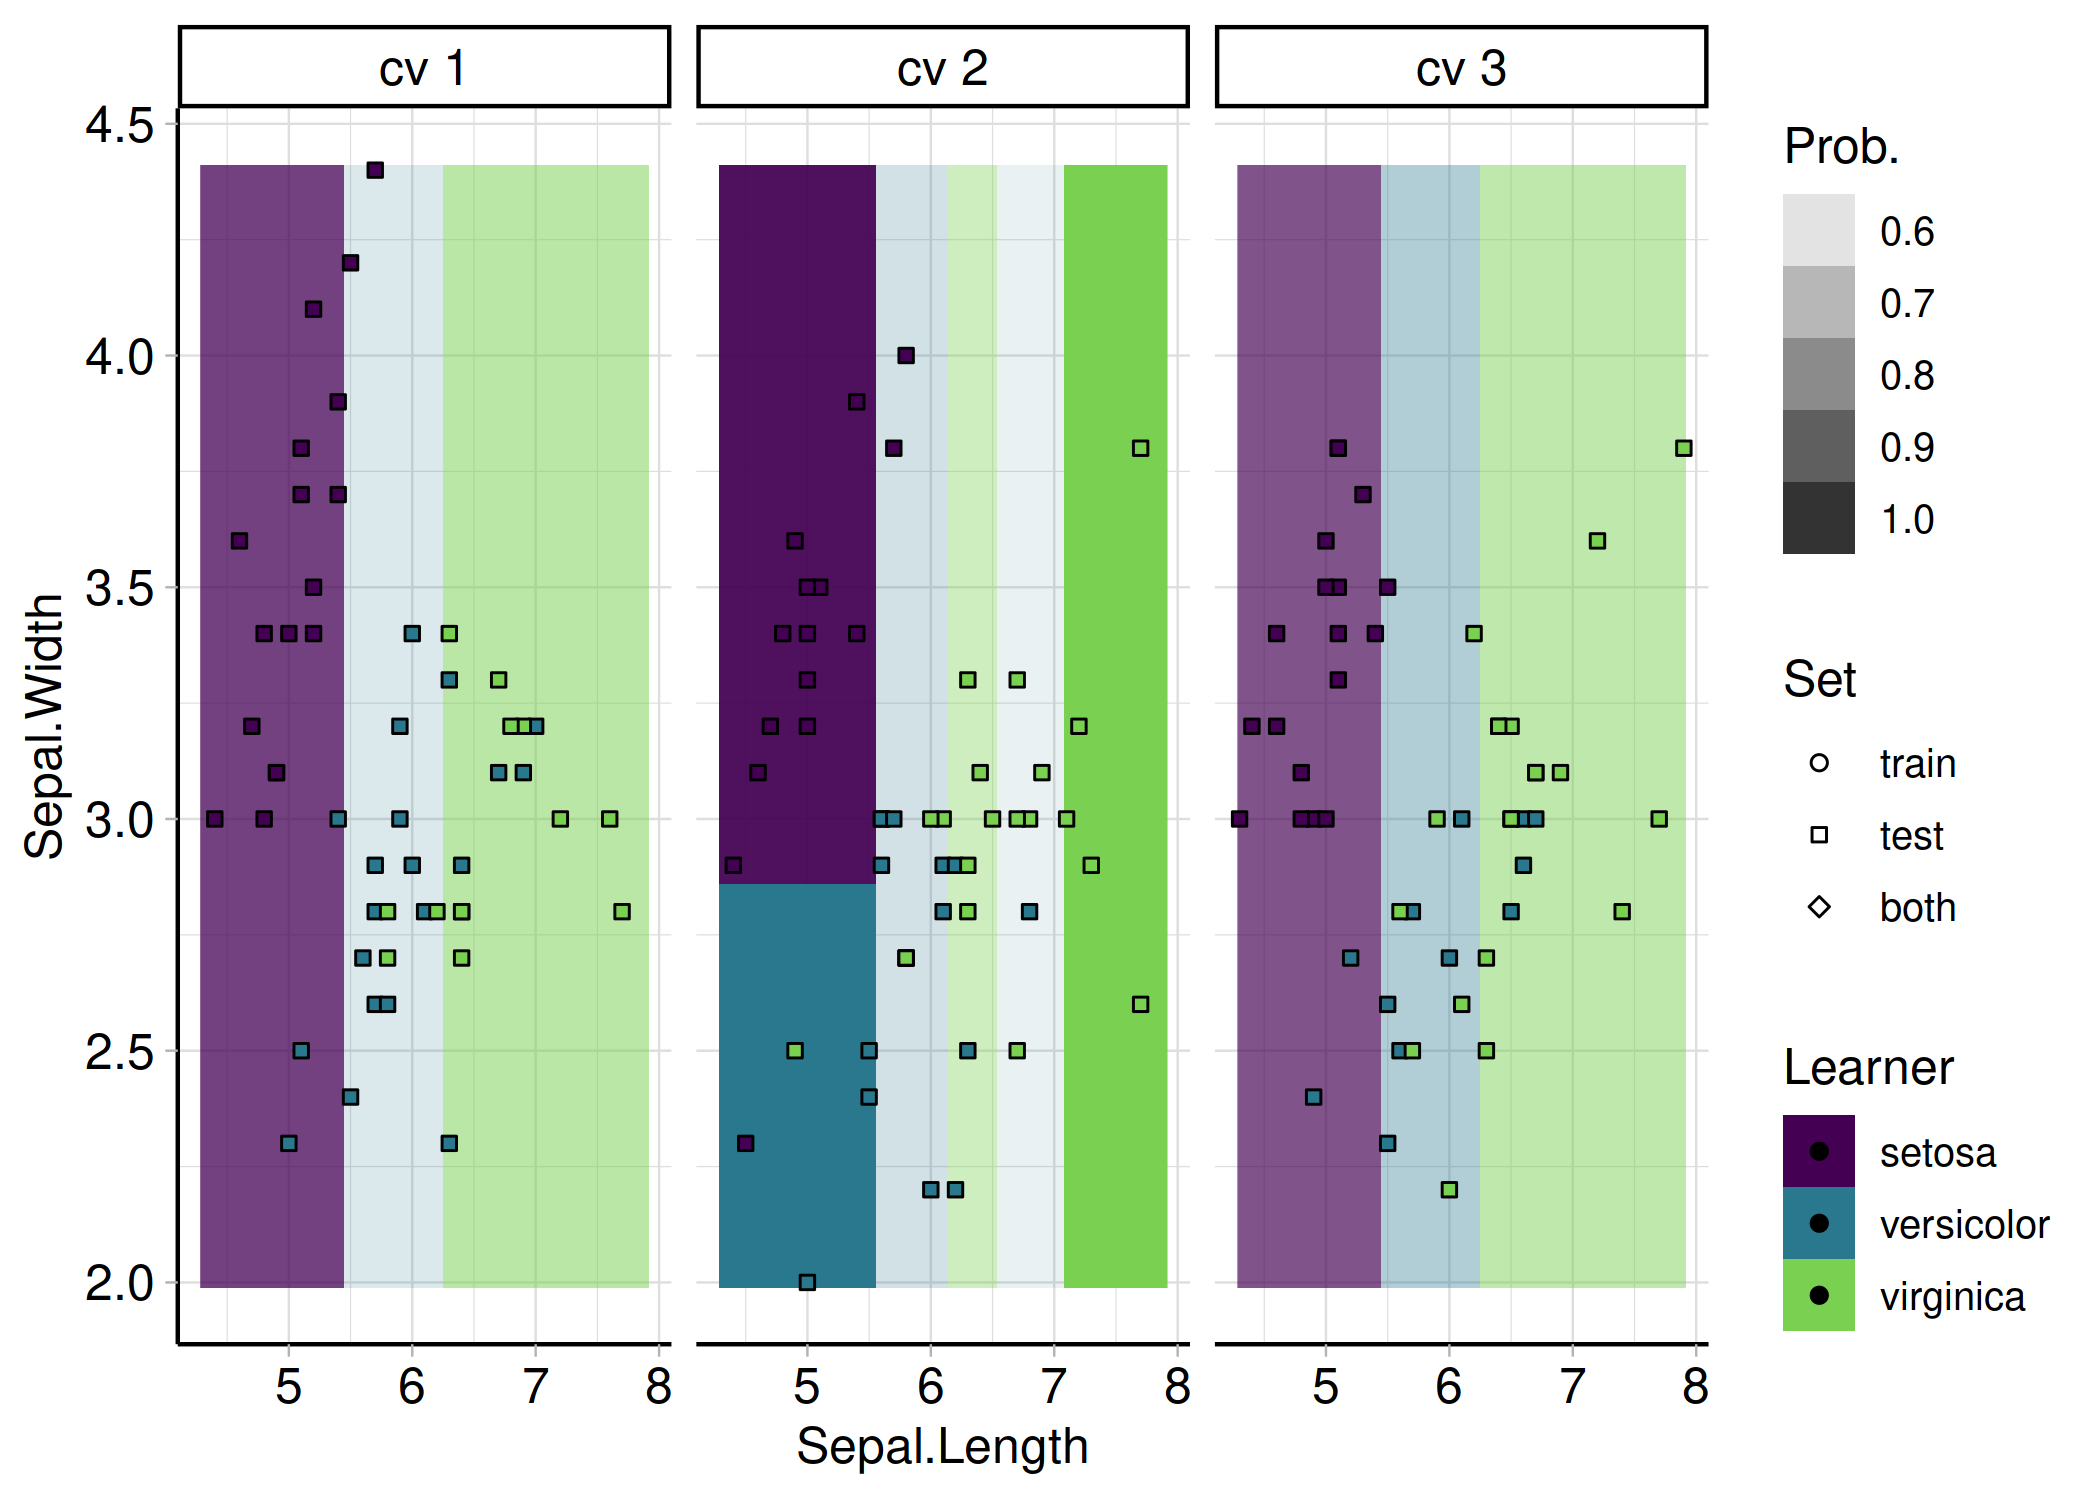 cv 1
cv 2
cv 3
4.5
4.0
3.5
3.0
2.5
2.0
Sepal.Width
5 6 7 8
5 6 7 8
5 6 7 8
Sepal.Length
Prob.
0.6
0.7
0.8
0.9
1.0
Set
train
test
both
Learner
setosa
versicolor
virginica